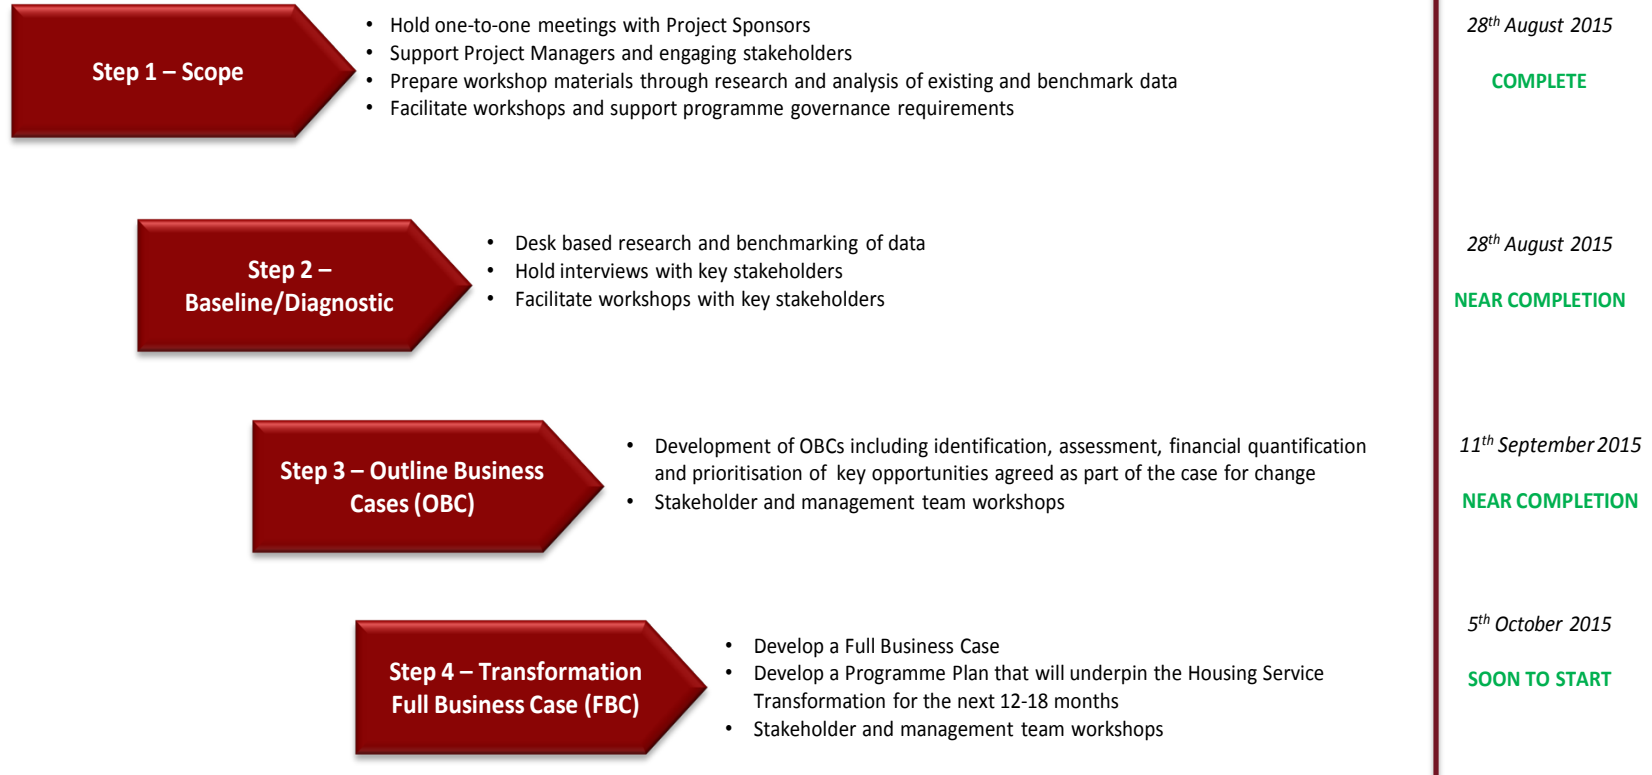 Step 1 – Scope
• Hold one-to-one meetings with Project Sponsors
• Support Project Managers and engaging stakeholders
• Prepare workshop materials through research and analysis of existing and benchmark data
• Facilitate workshops and support programme governance requirements
28th August 2015
COMPLETE
Step 2 –
Baseline/Diagnostic
• Desk based research and benchmarking of data
• Hold interviews with key stakeholders
• Facilitate workshops with key stakeholders
28th August 2015
NEAR COMPLETION
Step 3 – Outline Business
Cases (OBC)
• Development of OBCs including identification, assessment, financial quantification
and prioritisation of key opportunities agreed as part of the case for change
• Stakeholder and management team workshops
11th September 2015
NEAR COMPLETION
Step 4 – Transformation
Full Business Case (FBC)
• Develop a Full Business Case
• Develop a Programme Plan that will underpin the Housing Service
Transformation for the next 12-18 months
• Stakeholder and management team workshops
5th October 2015
SOON TO START